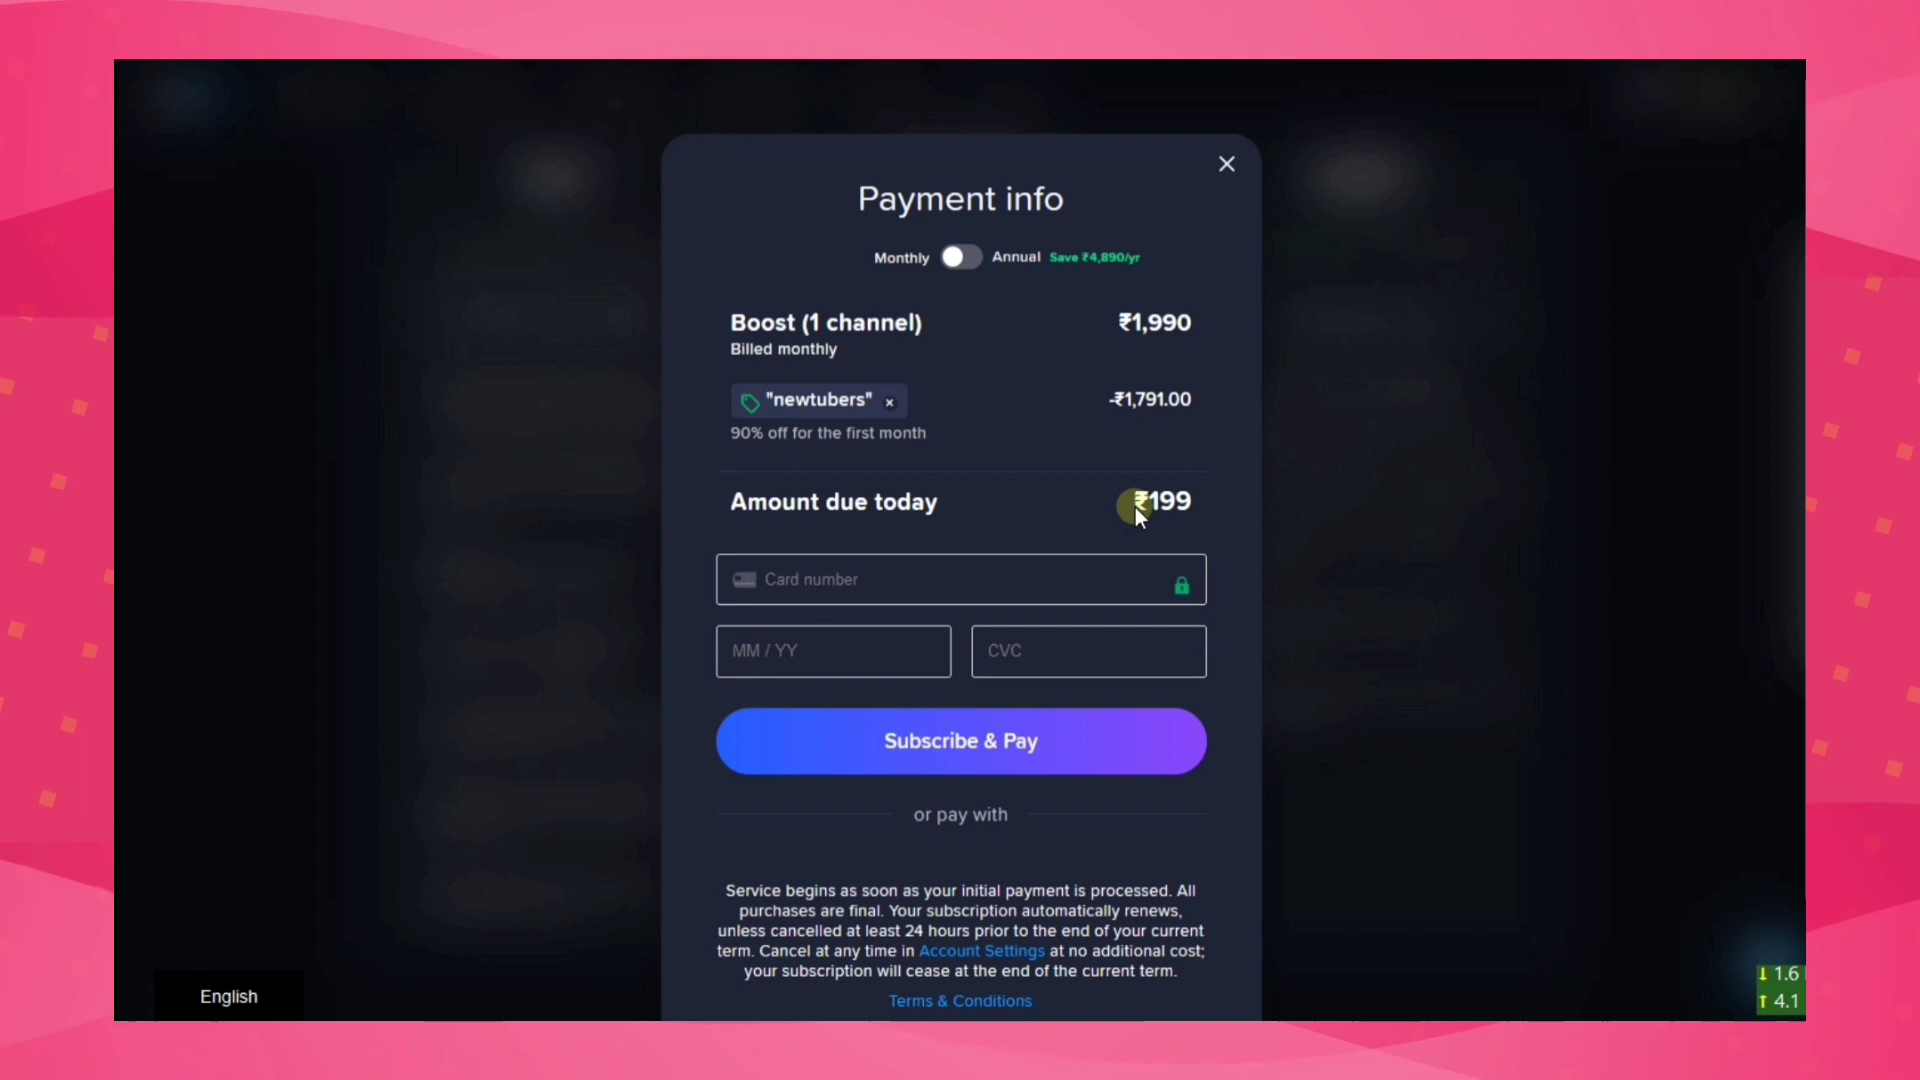 Payment info
Monthly Annual Save ₹4,890/yr
Boost (1 channel) ₹1,990
Billed monthly
"newtubers" × -₹1,791.00
90% off for the first month
Amount due today ₹199
Card number
MM / YY CVC
Subscribe & Pay
or pay with
Service begins as soon as your initial payment is processed. All
purchases are final. Your subscription automatically renews,
unless cancelled at least 24 hours prior to the end of your current
term. Cancel at any time in Account Settings at no additional cost;
your subscription will cease at the end of the current term.
Terms & Conditions
English
↓ 1.6
↑ 4.1